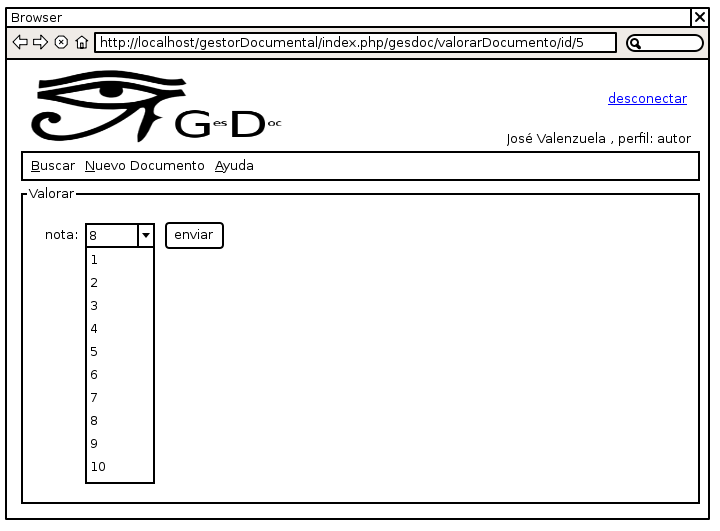 Browser
http://localhost/gestorDocumental/index.php/gesdoc/valorarDocumento/id/5
desconectar
GesDoc
José Valenzuela , perfil: autor
Buscar Nuevo Documento Ayuda
Valorar
nota: 8 enviar
1
2
3
4
5
6
7
8
9
10